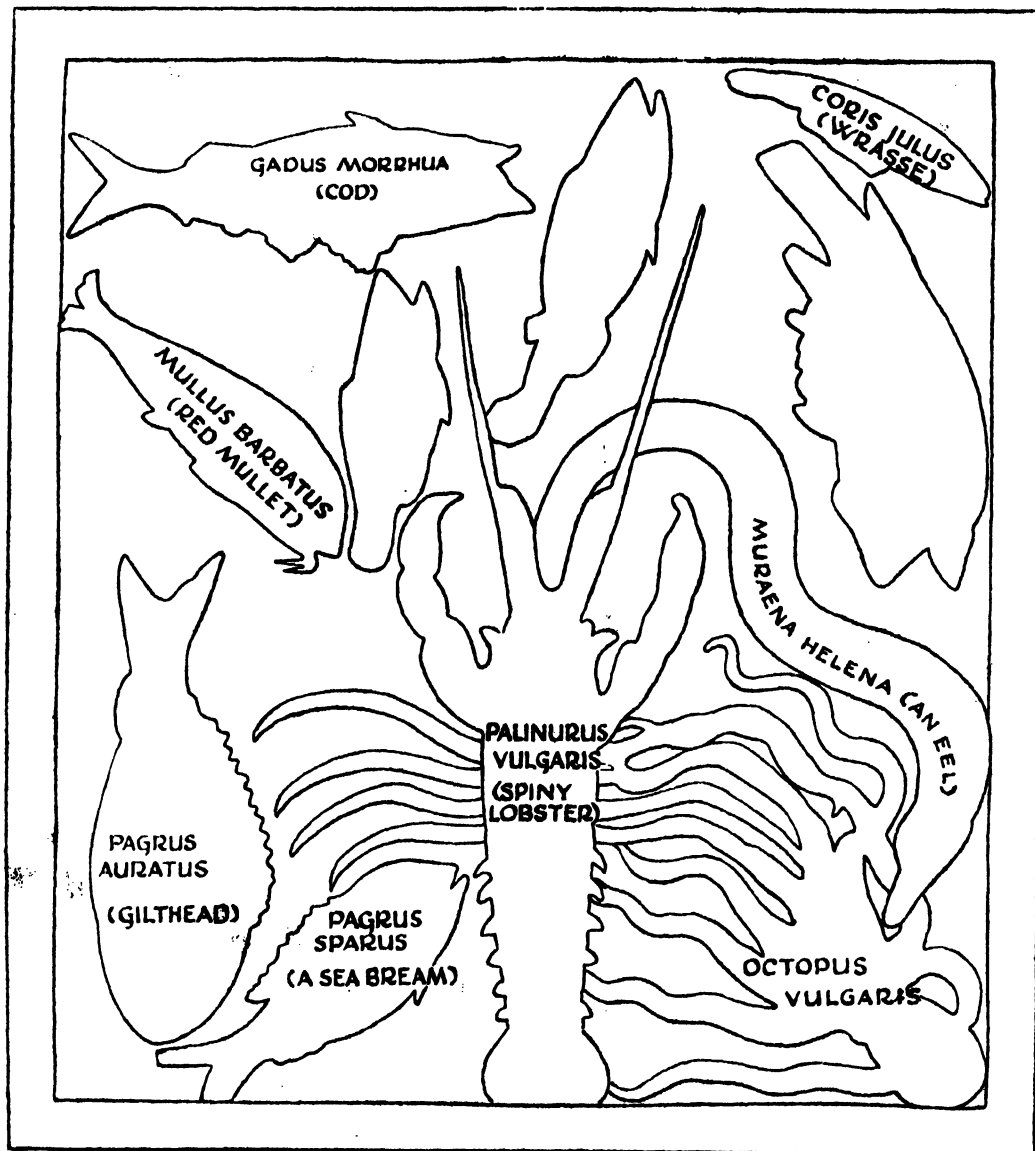 GADUS MORRHUA
(COD)
CORIS JULUS
(WRASSE)
MULLUS BARBATUS
(RED MULLET)
MURAENA HELENA (AN EEL)
PALINURUS
VULGARIS
(SPINY
LOBSTER)
PAGRUS
AURATUS
(GILTHEAD)
PAGRUS
SPARUS
(A SEA BREAM)
OCTOPUS
VULGARIS